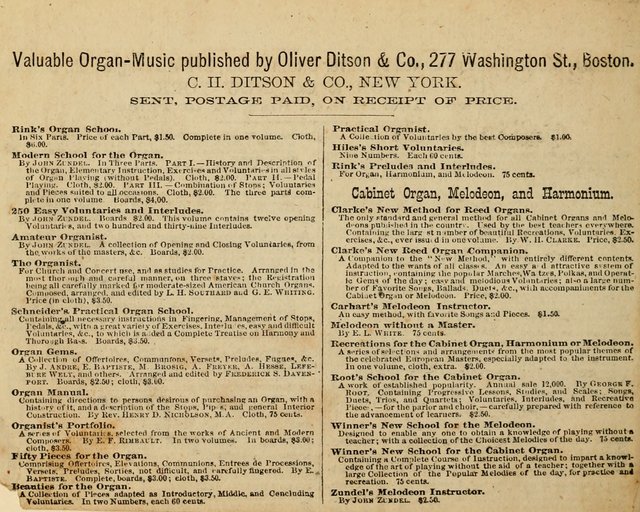 Valuable Organ-Music published by Oliver Ditson & Co., 277 Washington St., Boston.
C. H. DITSON & CO., NEW YORK.
SENT, POSTAGE PAID, ON RECEIPT OF PRICE.
Rink's Organ School.
In Six Parts. Price of each Part, $1.50. Complete in one volume. Cloth,
$6.00.
Modern School for the Organ.
By JOHN ZUNDEL. In Three Parts. PART I.—History and Description of
the Organ, Elementary Instruction, Exercises and Voluntaries in all styles
of Organ Playing (without Pedals). Cloth, $2.00. PART II.—Pedal
Playing. Cloth, $2.00. PART III.—Combination of Stops; Voluntaries
and Pieces suited to all occasions. Cloth, $2.00. The three parts com-
plete in one volume. Boards, $4.00.
250 Easy Voluntaries and Interludes.
By JOHN ZUNDEL. Boards. $2.00. This volume contains twelve opening
Voluntaries, and two hundred and thirty-nine Interludes.
Amateur Organist.
By JOHN ZUNDEL. A collection of Opening and Closing Voluntaries, from
the works of the masters, &c. Boards, $2.00.
The Organist.
For Church and Concert use, and as studies for Practice. Arranged in the
most thorough and careful manner, on three staves; the Registration
being all carefully marked for moderate-sized American Church Organs.
Composed, arranged, and edited by L. H. SOUTHARD and G. E. WHITING.
Price (in cloth), $3.50.
Schneider's Practical Organ School.
Containing all necessary instructions in Fingering, Management of Stops,
Pedals, &c., with a great variety of Exercises, Interludes, easy and difficult
Voluntaries, &c., to which is added a Complete Treatise on Harmony and
Thorough Bass. Boards, $3.50.
Organ Gems.
A Collection of Offertoires, Communions, Versets, Preludes, Fugues, &c.
By J. ANDRE, E. BAPTISTE, M. BROSIG, A. FREYER, A. HESSE, LEFE-
BRE WELY, and others. Arranged and edited by FREDERICK S. DAVEN-
PORT. Boards, $2.50; cloth, $3.00.
Organ Manual.
Containing directions to persons desirous of purchasing an Organ, with a
history of it, and a description of the Stops, Pipes, and general Interior
Construction. By Rev. HENRY D. NICHOLSON, M.A. Cloth, 75 cents.
Organist's Portfolio.
A series of Voluntaries selected from the works of Ancient and Modern
Composers. By E. F. RIMBAULT. In two volumes. In boards, $3.00;
cloth, $3.50.
Fifty Pieces for the Organ.
Comprising Offertoires, Elevations, Communions, Entrees de Processions,
Versets, Preludes, Sorties, not difficult, and carefully fingered. By E.
BAPTISTE. Complete, boards, $3.00; cloth, $3.50.
Beauties for the Organ.
A Collection of Pieces adapted as Introductory, Middle, and Concluding
Voluntaries. In two Numbers, each 60 cents.
Practical Organist.
A Collection of Voluntaries by the best Composers. $1.00.
Hiles's Short Voluntaries.
Nine Numbers. Each 60 cents.
Rink's Preludes and Interludes.
For Organ, Harmonium, and Melodeon. 75 cents.
Cabinet Organ, Melodeon, and Harmonium.
Clarke's New Method for Reed Organs.
The only standard and general method for all Cabinet Organs and Melo-
deons published in the country. Used by the best teachers everywhere.
Containing the largest number of beautiful Recreations, Voluntaries, Ex-
ercises, &c., ever issued in one volume. By W. H. CLARKE. Price, $2.50.
Clarke's New Reed Organ Companion.
A Companion to the "New Method," with entirely different contents.
Adapted to the wants of all classes. An easy and attractive system of
instruction, containing the popular Marches, Waltzes, Polkas, and Operat-
ic Gems of the day; easy and melodious Voluntaries; also a large num-
ber of Favorite Songs, Ballads, Duets, &c., with accompaniments for the
Cabinet Organ or Melodeon. Price, $2.00.
Carhart's Melodeon Instructor.
An easy method, with favorite Songs and Pieces. $1.50.
Melodeon without a Master.
By E. L. WHITE. 75 cents.
Recreations for the Cabinet Organ, Harmonium or Melodeon.
A series of selections and arrangements from the most popular themes of
the celebrated European Masters, especially adapted to the instrument.
In one volume, cloth, extra. $2.00.
Root's School for the Cabinet Organ.
A work of established popularity. Annual sale 12,000. By GEORGE F.
ROOT. Containing Progressive Lessons, Studies, and Scales; Songs,
Duets, Trios, and Quartets; Voluntaries, Interludes, and Recreative
Pieces,—for the parlor and choir,—carefully prepared with reference to
the advancement of learners. $2.50.
Winner's New School for the Melodeon.
Designed to enable any one to obtain a knowledge of playing without a
teacher; with a collection of the Choicest Melodies of the day. 75 cents.
Winner's New School for the Cabinet Organ.
Containing a Complete Course of Instruction, designed to impart a knowl-
edge of the art of playing without the aid of a teacher; together with a
large Collection of the Popular Melodies of the day, for practice and
recreation. 75 cents.
Zundel's Melodeon Instructor.
By JOHN ZUNDEL. $2.50.